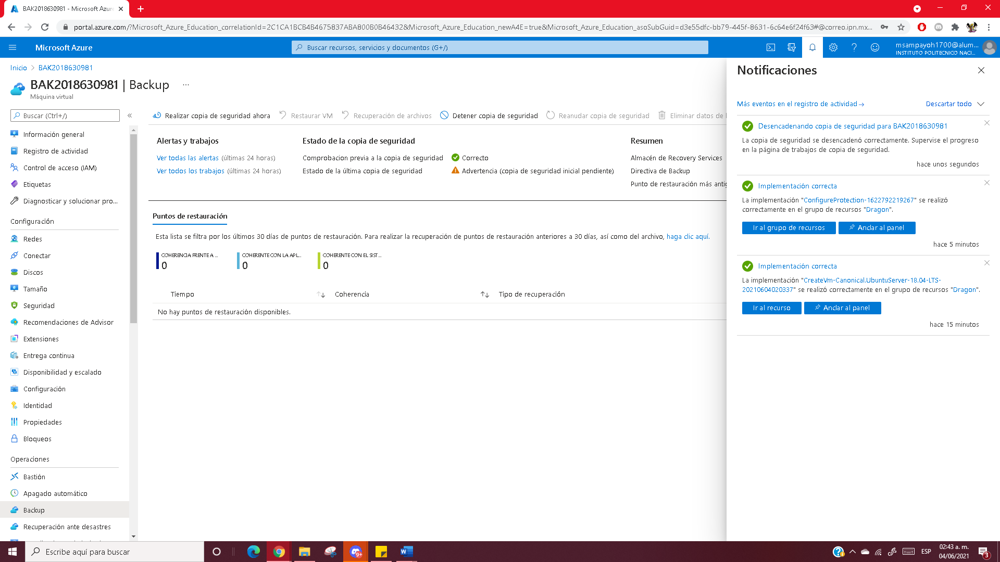 BAK2018630981 - Microsoft Azure
portal.azure.com/?Microsoft_Azure_Education_correlationId=2C1CA1BCB4B4675837ABA800B0B46432&Microsoft_Azure_Education_newA4E=true&Microsoft_Azure_Education_asoSubGuid=d3e55dfc-bb79-445f-8631-6c64e6f24f63#@correo.ipn.mx...
Microsoft Azure
Buscar recursos, servicios y documentos (G+/)
msampayoh1700@alum...
INSTITUTO POLITECNICO NACI...
Inicio > BAK2018630981
BAK2018630981 | Backup ...
Máquina virtual
Buscar (Ctrl+/)
«
Información general
Registro de actividad
Control de acceso (IAM)
Etiquetas
Diagnosticar y solucionar pro...
Configuración
Redes
Conectar
Discos
Tamaño
Seguridad
Recomendaciones de Advisor
Extensiones
Entrega continua
Disponibilidad y escalado
Configuración
Identidad
Propiedades
Bloqueos
Operaciones
Bastión
Apagado automático
Backup
Recuperación ante desastres
Realizar copia de seguridad ahora
Restaurar VM
Recuperación de archivos
Detener copia de seguridad
Reanudar copia de seguridad
Eliminar datos de
Alertas y trabajos
Ver todas las alertas (últimas 24 horas)
Ver todos los trabajos (últimas 24 horas)
Estado de la copia de seguridad
Comprobacion previa a la copia de seguridad Correcto
Estado de la última copia de seguridad Advertencia (copia de seguridad inicial pendiente)
Resumen
Almacén de Recovery Services
Directiva de Backup
Punto de restauración más antig
Puntos de restauración
Esta lista se filtra por los últimos 30 días de puntos de restauración. Para realizar la recuperación de puntos de restauración anteriores a 30 días, así como del archivo, haga clic aquí.
COHERENCIA FRENTE A ...
0
COHERENTE CON LA APL...
0
COHERENTE CON EL SIST...
0
Tiempo Coherencia Tipo de recuperación
No hay puntos de restauración disponibles.
Notificaciones
Más eventos en el registro de actividad →
Descartar todo
Desencadenando copia de seguridad para BAK2018630981
La copia de seguridad se desencadenó correctamente. Supervise el progreso
en la página de trabajos de copia de seguridad.
hace unos segundos
Implementación correcta
La implementación "ConfigureProtection-1622792219267" se realizó
correctamente en el grupo de recursos "Dragon".
Ir al grupo de recursos
Anclar al panel
hace 5 minutos
Implementación correcta
La implementación "CreateVm-Canonical.UbuntuServer-18.04-LTS-
20210604020337" se realizó correctamente en el grupo de recursos "Dragon".
Ir al recurso
Anclar al panel
hace 15 minutos
Escribe aquí para buscar
9+
ESP
02:43 a. m.
04/06/2021
3